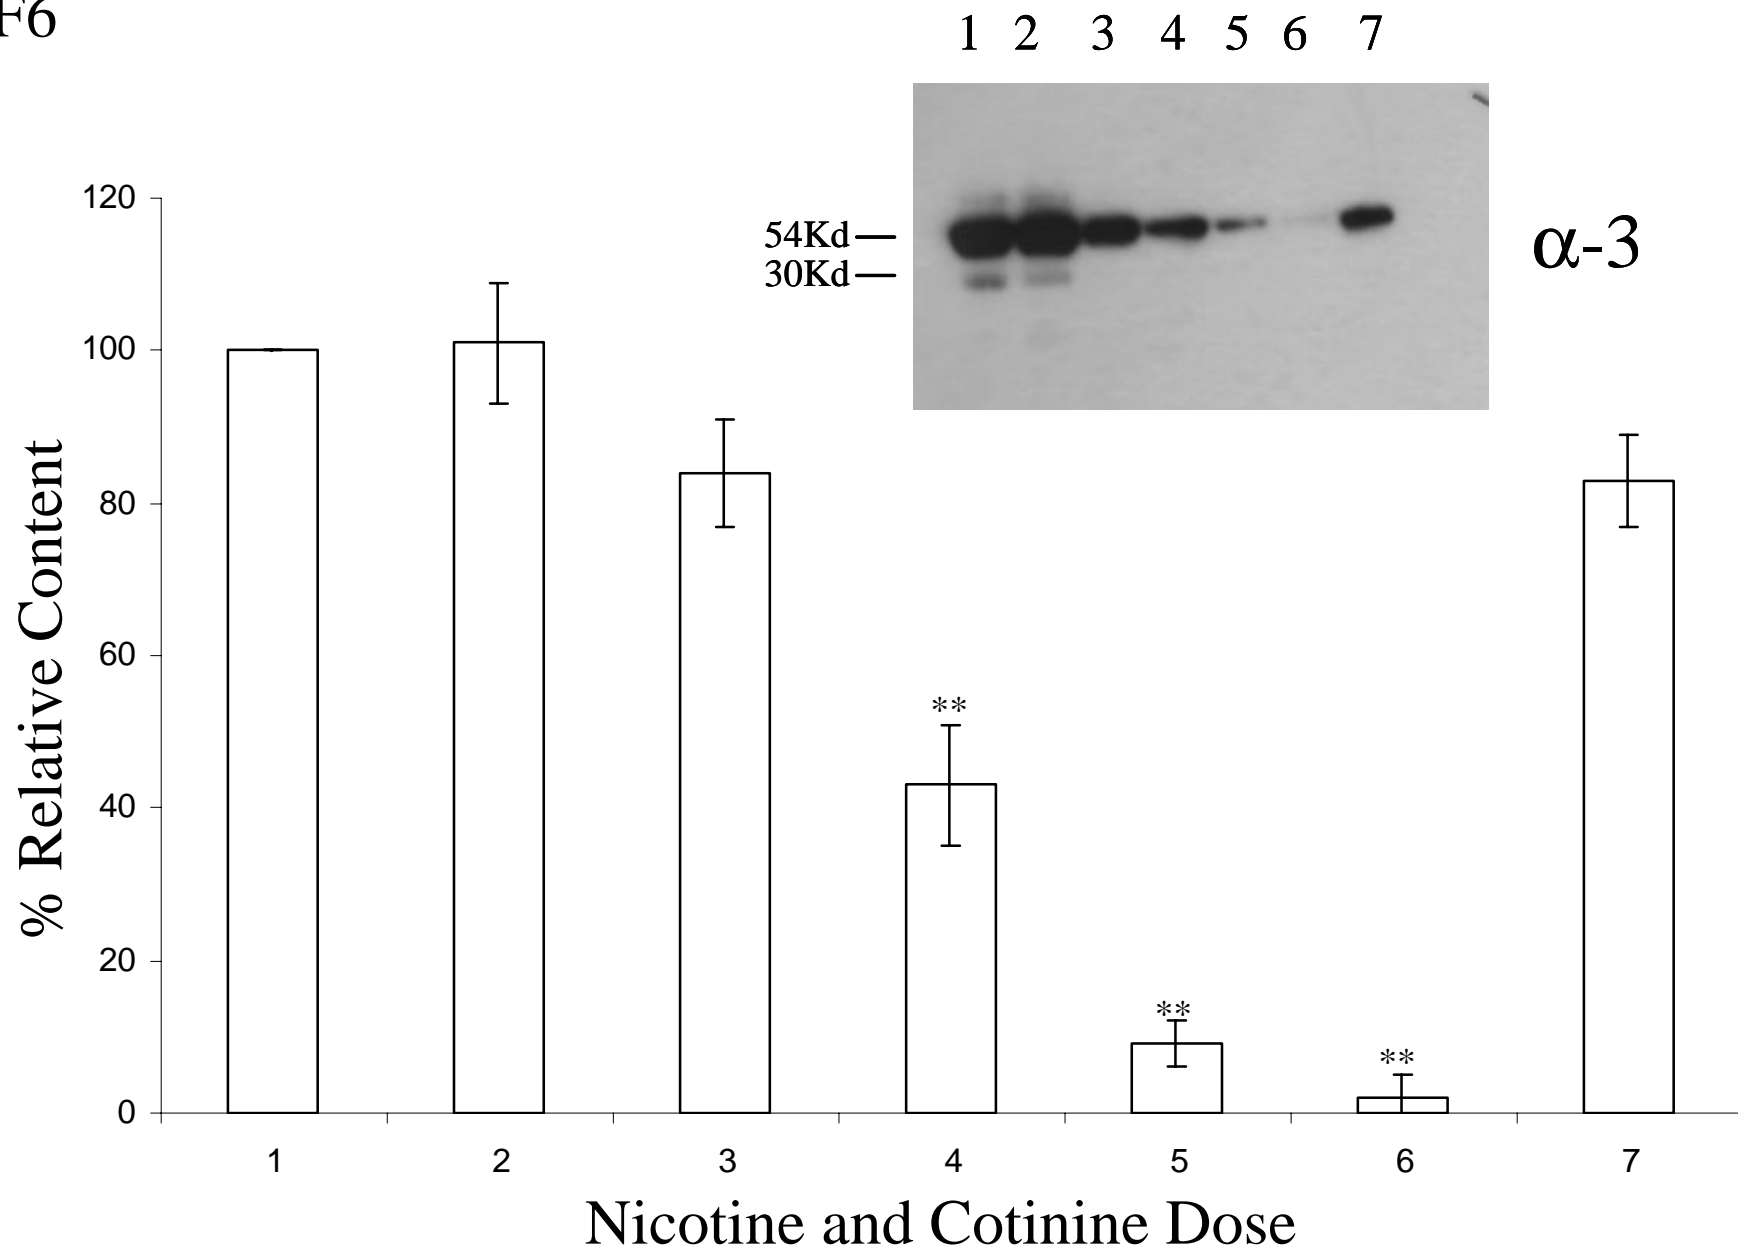 F6
1 2 3 4 5 6 7
54Kd
30Kd
α-3
120
100
80
60
40
20
0
% Relative Content
**
**
**
1 2 3 4 5 6 7
Nicotine and Cotinine Dose